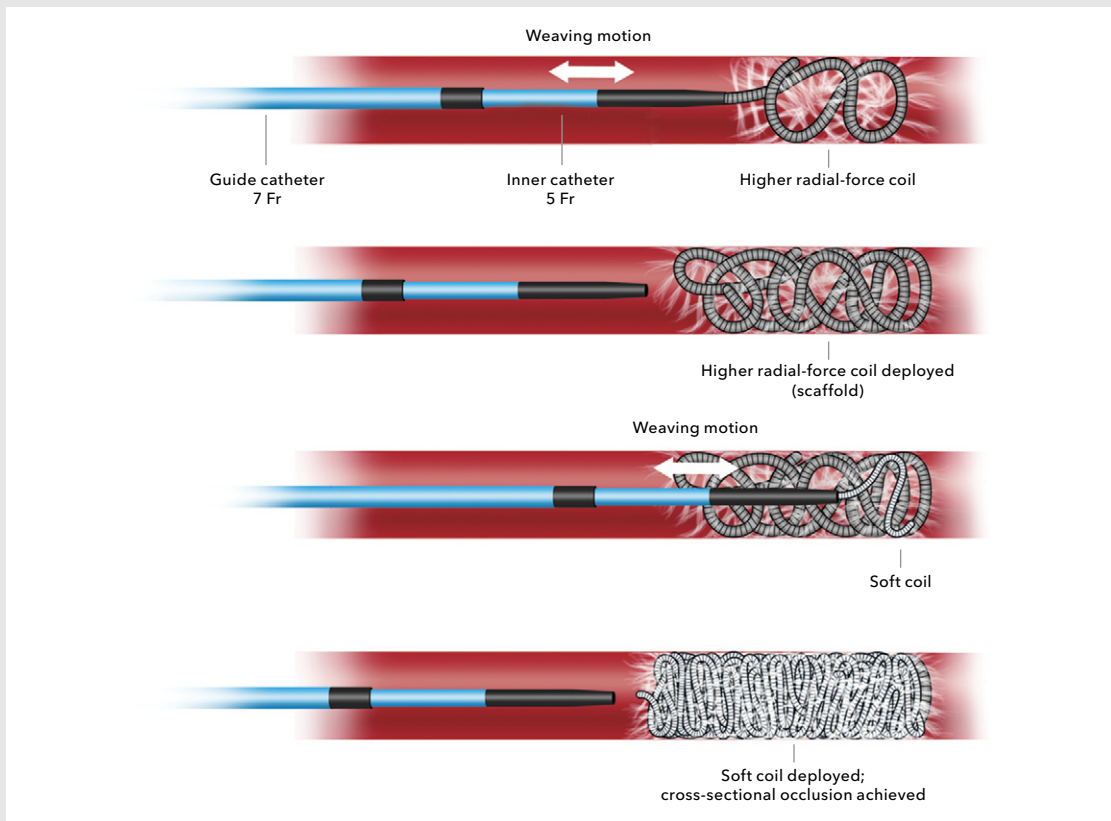 Weaving motion
Guide catheter
7 Fr
Inner catheter
5 Fr
Higher radial-force coil
Higher radial-force coil deployed
(scaffold)
Weaving motion
Soft coil
Soft coil deployed;
cross-sectional occlusion achieved